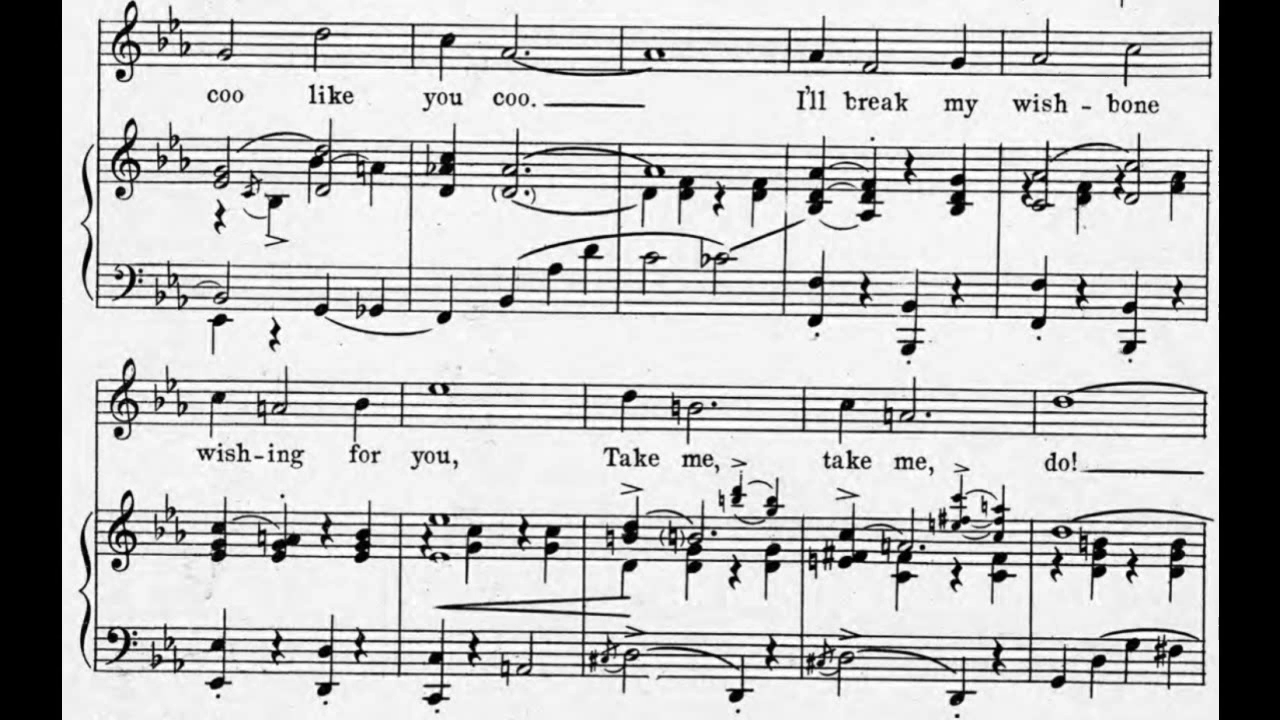 coo like you coo.
I'll break my wish - bone
wish - ing for you, Take me, take me, do!